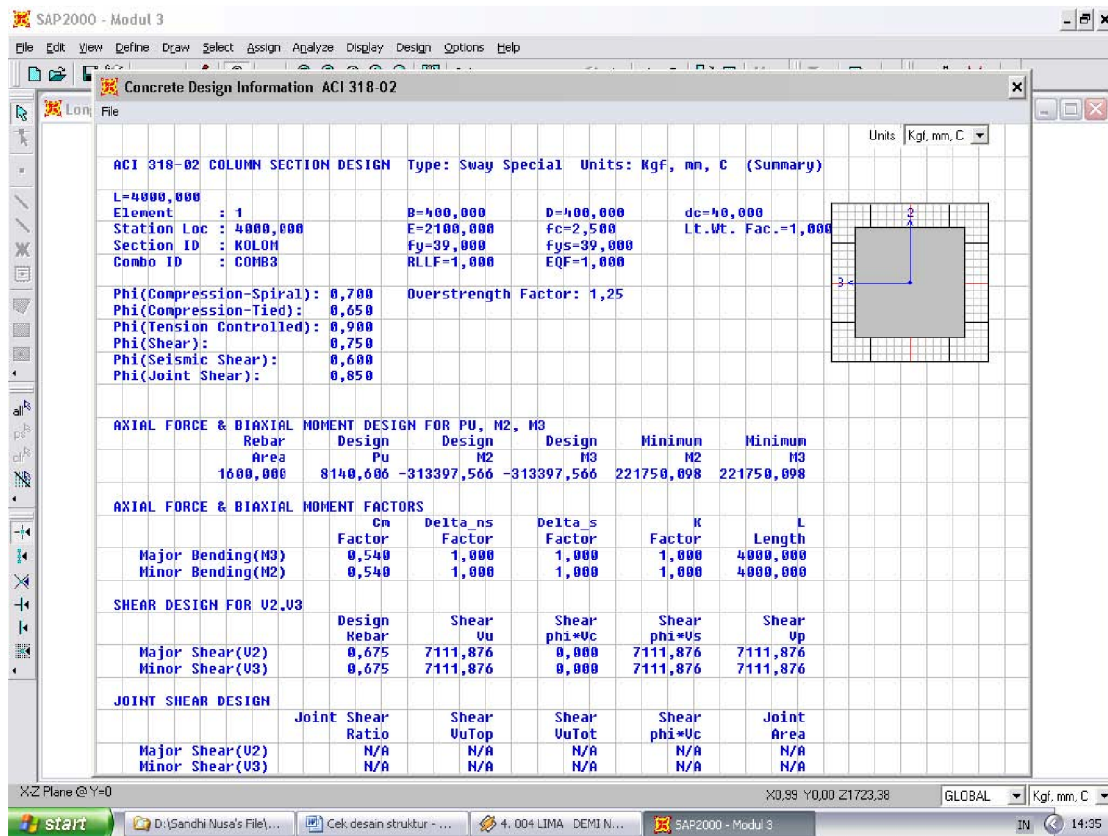 SAP2000 - Modul 3
File Edit View Define Draw Select Assign Analyze Display Design Options Help
Concrete Design Information ACI 318-02
File
Units Kgf, mm, C
ACI 318-02 COLUMN SECTION DESIGN Type: Sway Special Units: Kgf, mm, C (Summary)
L=4000,000
Element : 1 B=400,000 D=400,000 dc=40,000
Station Loc : 4000,000 E=2100,000 fc=2,500 Lt.Wt. Fac.=1,000
Section ID : KOLOM fy=39,000 fys=39,000
Combo ID : COMB3 RLLF=1,000 EQF=1,000
Phi(Compression-Spiral): 0,700 Overstrength Factor: 1,25
Phi(Compression-Tied): 0,650
Phi(Tension Controlled): 0,900
Phi(Shear): 0,750
Phi(Seismic Shear): 0,600
Phi(Joint Shear): 0,850
2
3
AXIAL FORCE & BIAXIAL MOMENT DESIGN FOR PU, M2, M3
Rebar Design Design Design Minimum Minimum
Area Pu M2 M3 M2 M3
1600,000 8140,606 -313397,566 -313397,566 221750,098 221750,098
AXIAL FORCE & BIAXIAL MOMENT FACTORS
Cm Delta_ns Delta_s K L
Factor Factor Factor Factor Length
Major Bending(M3) 0,540 1,000 1,000 1,000 4000,000
Minor Bending(M2) 0,540 1,000 1,000 1,000 4000,000
SHEAR DESIGN FOR V2,V3
Design Shear Shear Shear Shear
Rebar Vu phi*Vc phi*Vs Vp
Major Shear(V2) 0,675 7111,876 0,000 7111,876 7111,876
Minor Shear(V3) 0,675 7111,876 0,000 7111,876 7111,876
JOINT SHEAR DESIGN
Joint Shear Shear Shear Shear Joint
Ratio VuTop VuTot phi*Vc Area
Major Shear(V2) N/A N/A N/A N/A N/A
Minor Shear(V3) N/A N/A N/A N/A N/A
X-Z Plane @ Y=0 X0,99 Y0,00 Z1723,38 GLOBAL Kgf, mm, C
start D:\Sandhi Nusa's File\... Cek desain struktur - ... 4. 004 LIMA DEMI N... SAP2000 - Modul 3 IN 14:35